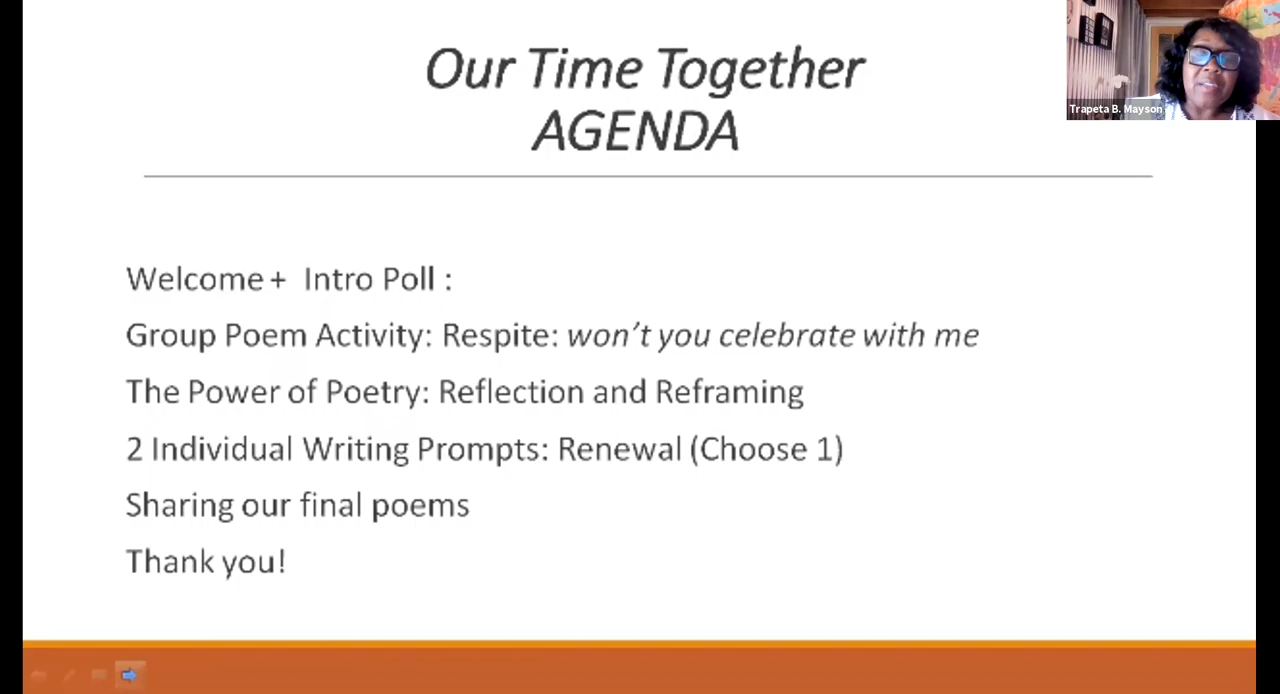 Our Time Together
AGENDA
Trapeta B. Mayson
Welcome + Intro Poll :
Group Poem Activity: Respite: won’t you celebrate with me
The Power of Poetry: Reflection and Reframing
2 Individual Writing Prompts: Renewal (Choose 1)
Sharing our final poems
Thank you!